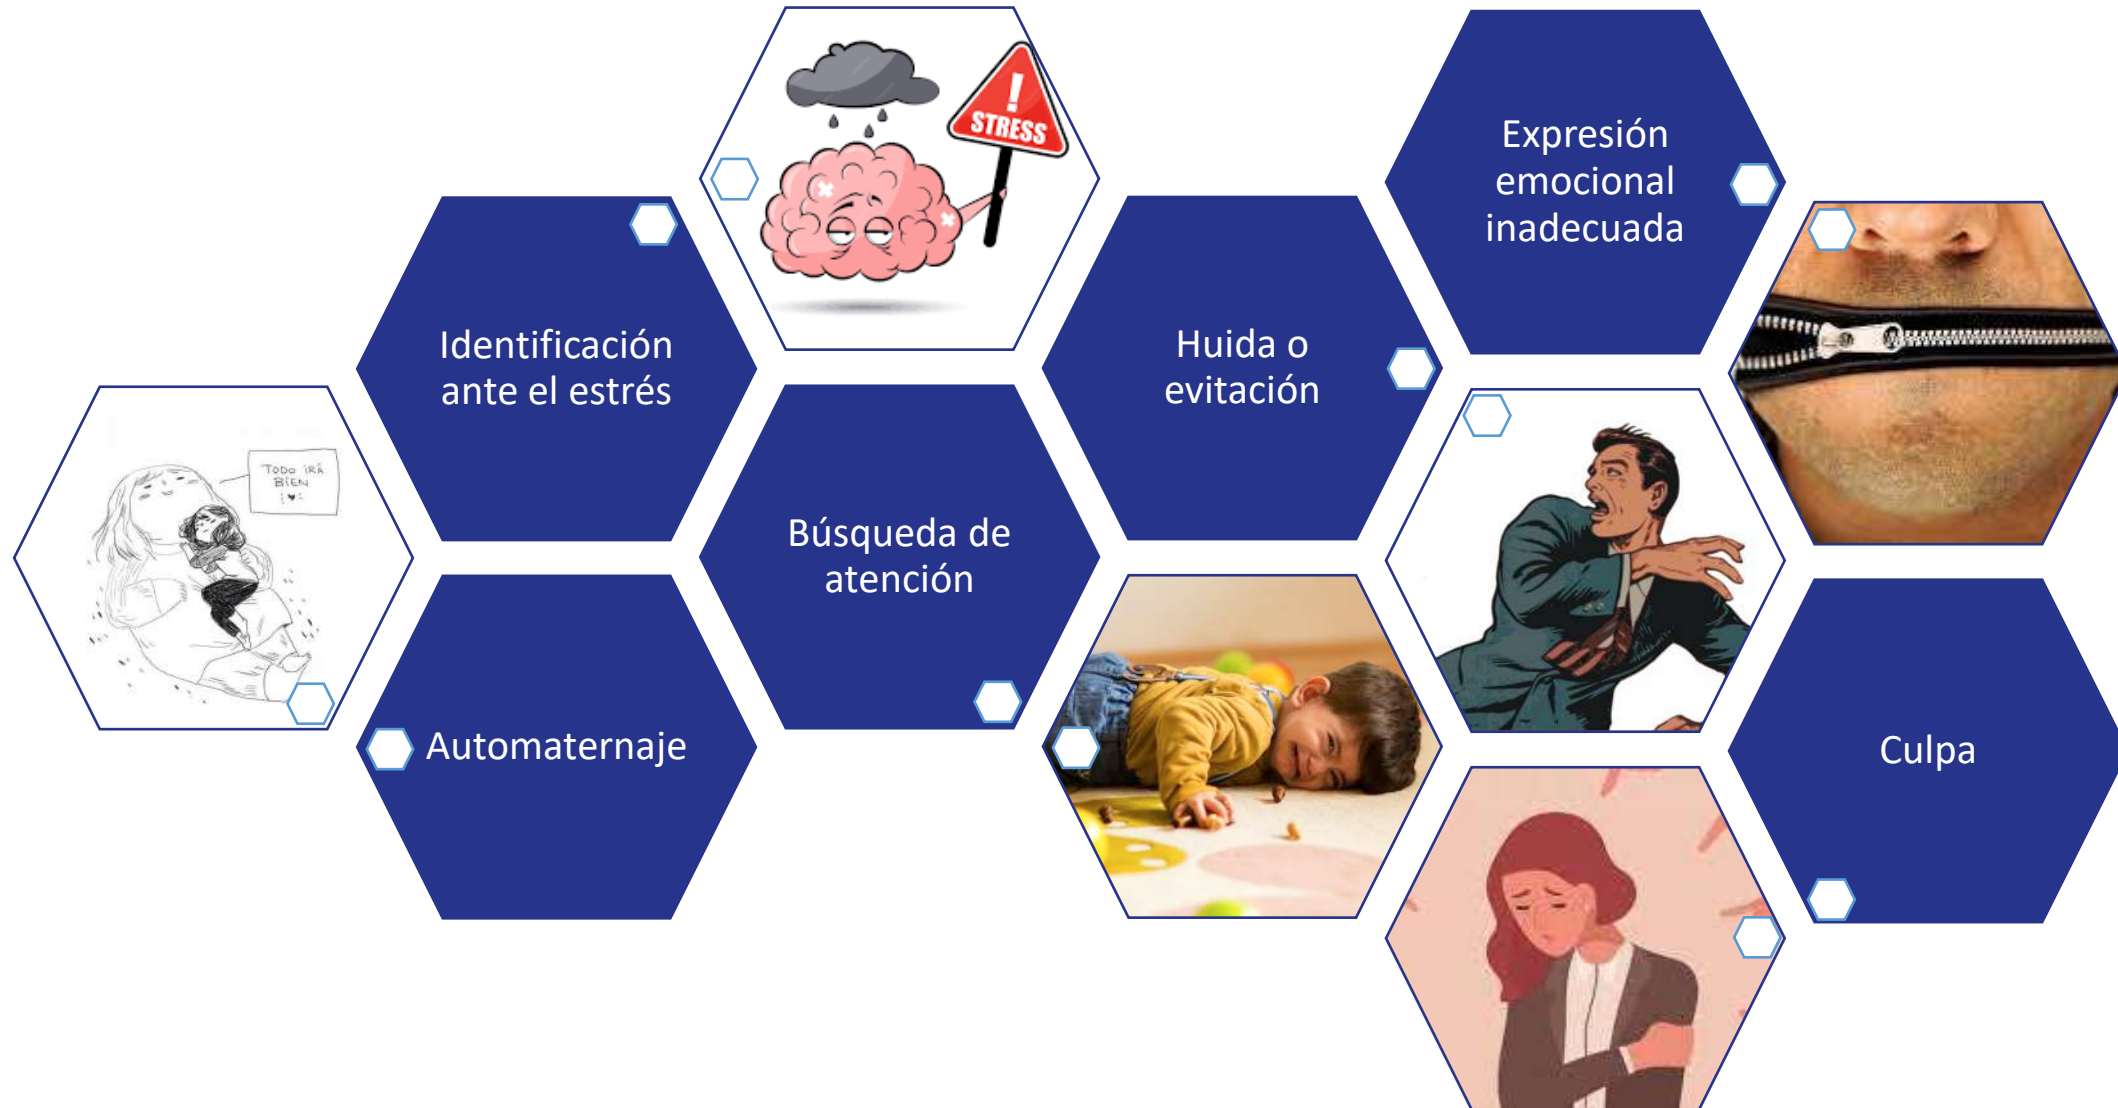 !
STRESS
Expresión
emocional
inadecuada
Identificación
ante el estrés
Huida o
evitación
TODO IRÁ
BIEN
Búsqueda de
atención
Automaternaje
Culpa